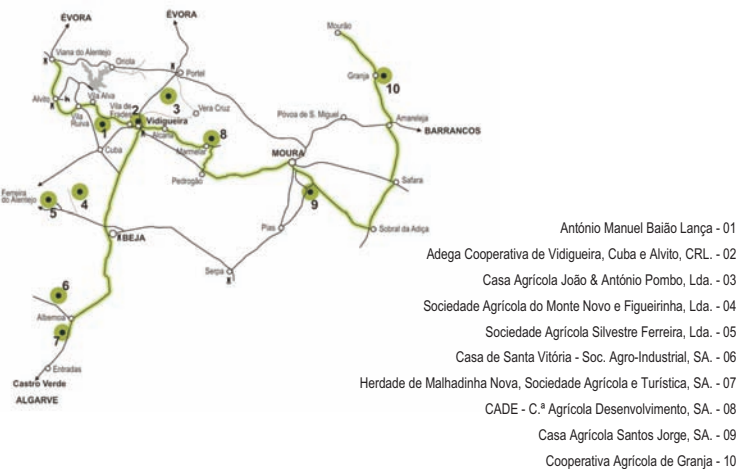 ÉVORA
ÉVORA
Mourão
Viana do Alentejo
Oriola
Portel
Granja
10
Alvito
Vila Alva
3
Vera Cruz
Vila Ruiva
Vila de Frades
2
Vidigueira
1
Alcaria
8
Póvoa de S. Miguel
Amareleja
BARRANCOS
Cuba
Marmelar
MOURA
Pedrogão
Safara
Ferreira do Alentejo
5
4
9
BEJA
Pias
Sobral da Adiça
Serpa
6
Albernoa
7
Entradas
Castro Verde
ALGARVE
António Manuel Baião Lança - 01
Adega Cooperativa de Vidigueira, Cuba e Alvito, CRL. - 02
Casa Agrícola João & António Pombo, Lda. - 03
Sociedade Agrícola do Monte Novo e Figueirinha, Lda. - 04
Sociedade Agrícola Silvestre Ferreira, Lda. - 05
Casa de Santa Vitória - Soc. Agro-Industrial, SA. - 06
Herdade de Malhadinha Nova, Sociedade Agrícola e Turística, SA. - 07
CADE - C.ª Agrícola Desenvolvimento, SA. - 08
Casa Agrícola Santos Jorge, SA. - 09
Cooperativa Agrícola de Granja - 10